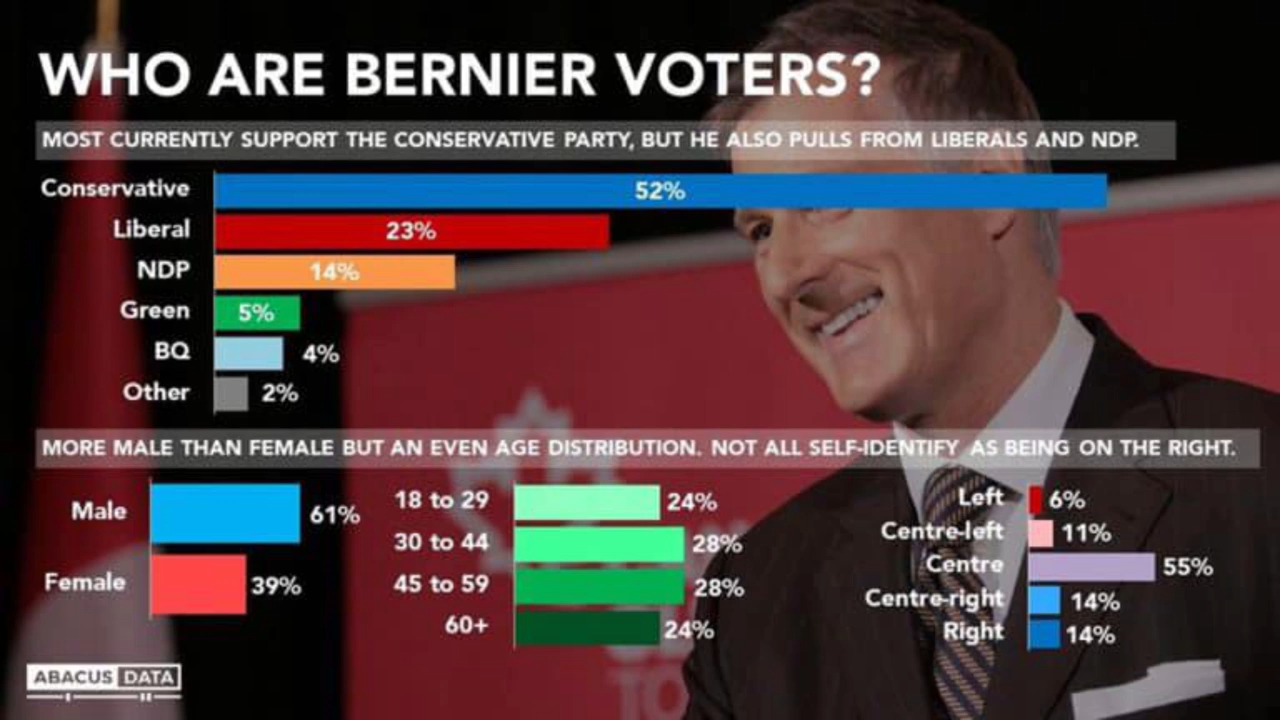 WHO ARE BERNIER VOTERS?
MOST CURRENTLY SUPPORT THE CONSERVATIVE PARTY, BUT HE ALSO PULLS FROM LIBERALS AND NDP.
Conservative 52%
Liberal 23%
NDP 14%
Green 5%
BQ 4%
Other 2%
MORE MALE THAN FEMALE BUT AN EVEN AGE DISTRIBUTION. NOT ALL SELF-IDENTIFY AS BEING ON THE RIGHT.
Male 61%
Female 39%
18 to 29 24%
30 to 44 28%
45 to 59 28%
60+ 24%
Left 6%
Centre-left 11%
Centre 55%
Centre-right 14%
Right 14%
ABACUS DATA
TO